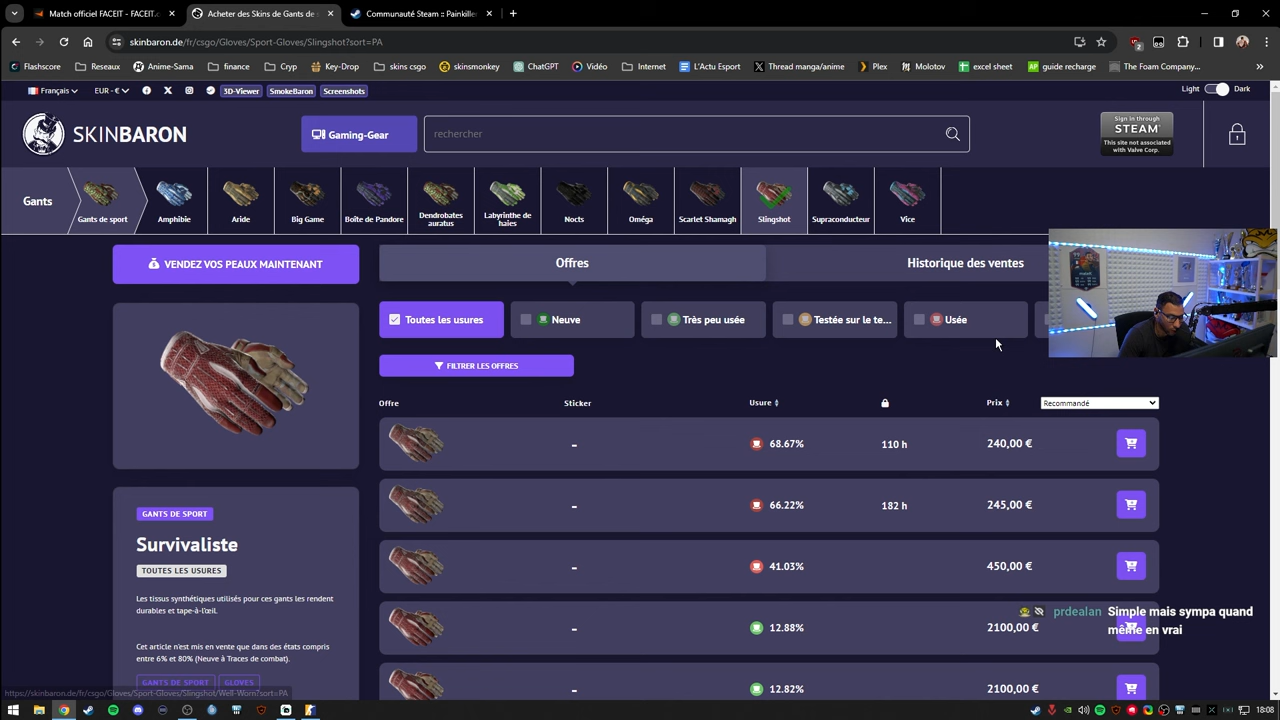 Match officiel FACEIT - FACEIT.c
Acheter des Skins de Gants de s
Communauté Steam :: Painkiller
skinbaron.de/fr/csgo/Gloves/Sport-Gloves/Slingshot?sort=PA
2
Flashscore
Reseaux
Anime-Sama
finance
Cryp
Key-Drop
skins csgo
skinsmonkey
ChatGPT
Vidéo
Internet
L'Actu Esport
Thread manga/anime
Plex
Molotov
excel sheet
guide recharge
The Foam Company...
Français
EUR - €
3D-Viewer
SmokeBaron
Screenshots
Light
Dark
SKINBARON
Gaming-Gear
rechercher
Sign in through
STEAM
This site not associated
with Valve Corp.
Gants
Gants de sport
Amphibie
Aride
Big Game
Boîte de Pandore
Dendrobates
auratus
Labyrinthe de
haies
Nocts
Oméga
Scarlet Shamagh
Slingshot
Supraconducteur
Vice
VENDEZ VOS PEAUX MAINTENANT
Offres
Historique des ventes
Toutes les usures
Neuve
Très peu usée
Testée sur le te...
Usée
FILTRER LES OFFRES
Offre
Sticker
Usure
Prix
Recommandé
-
68.67%
110 h
240,00 €
-
66.22%
182 h
245,00 €
-
41.03%
450,00 €
-
12.88%
2100,00 €
-
12.82%
2100,00 €
GANTS DE SPORT
Survivaliste
TOUTES LES USURES
Les tissus synthétiques utilisés pour ces gants les rendent
durables et tape-à-l'œil.
Cet article n'est mis en vente que dans des états compris
entre 6% et 80% (Neuve à Traces de combat).
GANTS DE SPORT
GLOVES
prdealan Simple mais sympa quand
même en vrai
https://skinbaron.de/fr/csgo/Gloves/Sport-Gloves/Slingshot/Well-Worn?sort=PA
18:08